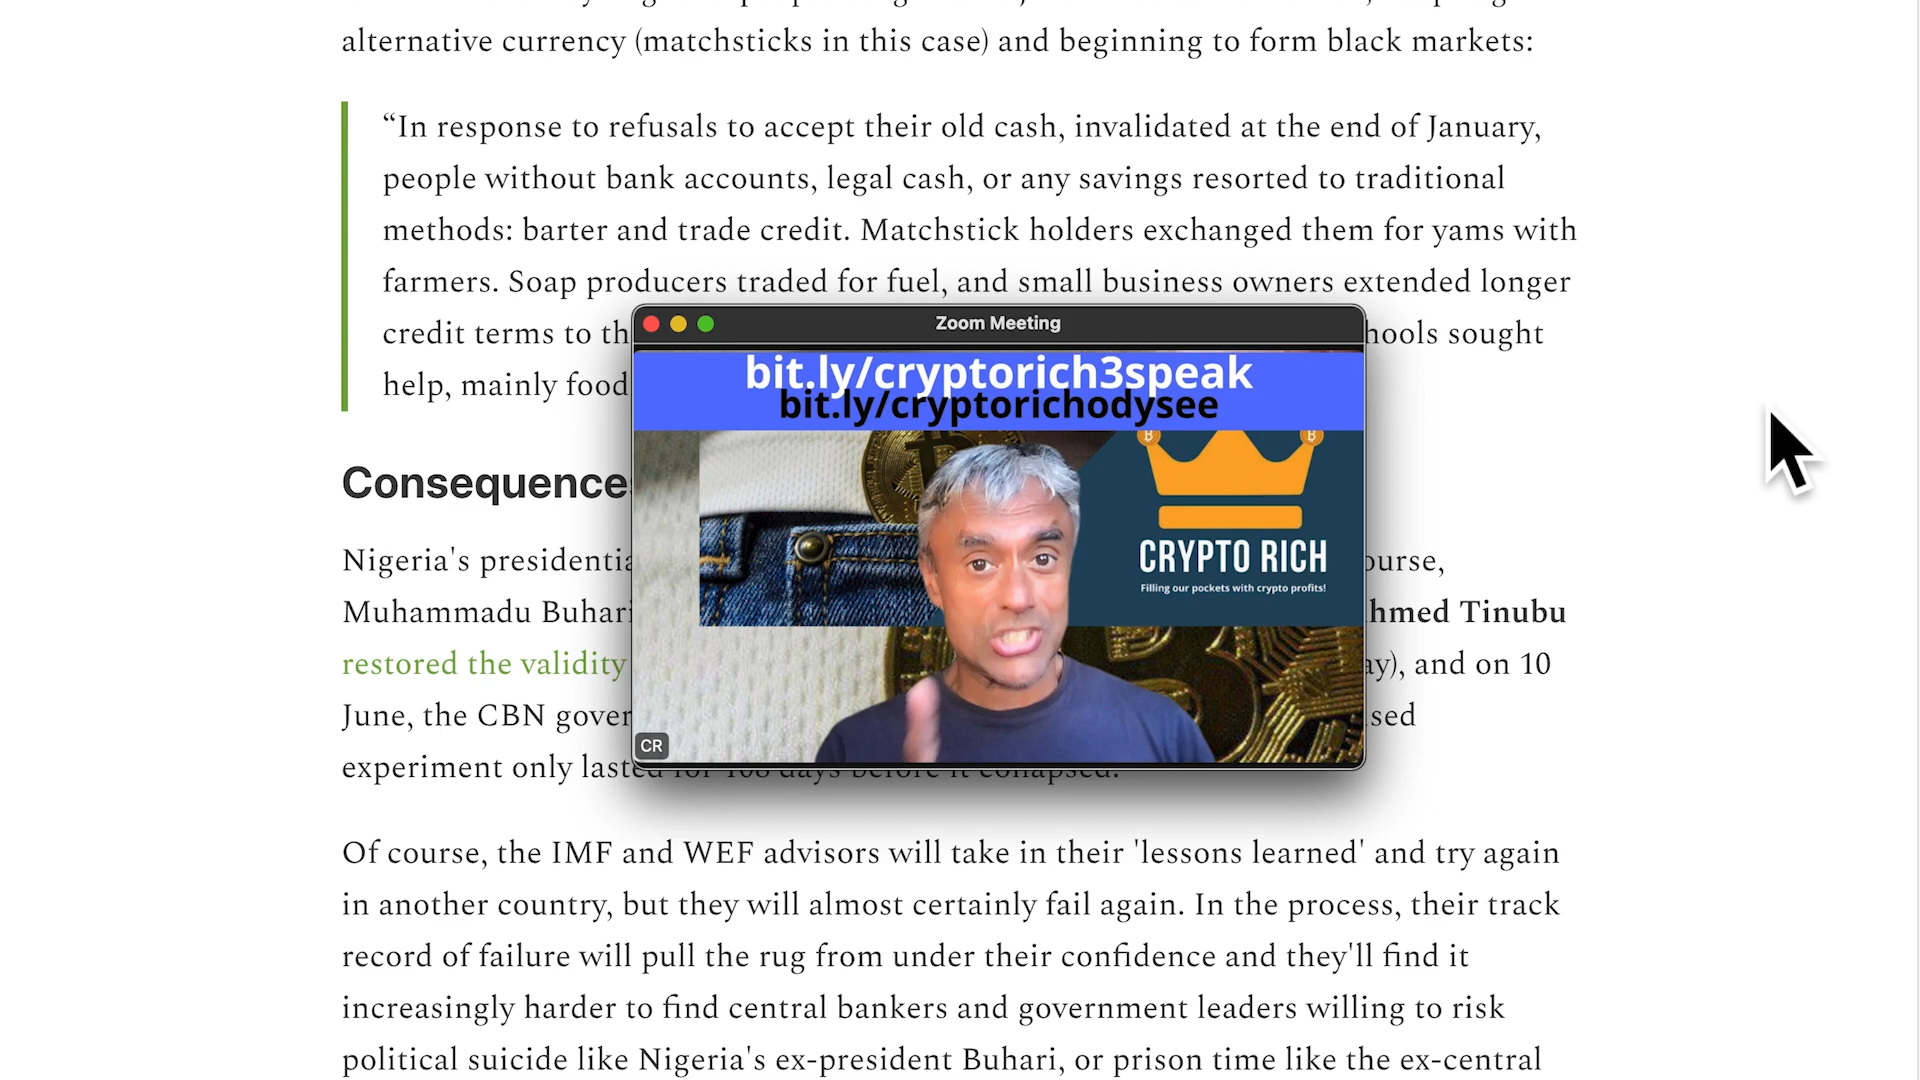 alternative currency (matchsticks in this case) and beginning to form black markets:
“In response to refusals to accept their old cash, invalidated at the end of January,
people without bank accounts, legal cash, or any savings resorted to traditional
methods: barter and trade credit. Matchstick holders exchanged them for yams with
farmers. Soap producers traded for fuel, and small business owners extended longer
credit terms to th hools sought
help, mainly food
Zoom Meeting
bit.ly/cryptorich3speak
bit.ly/cryptorichodysee
CRYPTO RICH
Filling our pockets with crypto profits!
CR
Consequences
Nigeria's presidentia ourse,
Muhammadu Buhari hmed Tinubu
restored the validity ay), and on 10
June, the CBN gover sed
experiment only lasted for 108 days before it collapsed.
Of course, the IMF and WEF advisors will take in their 'lessons learned' and try again
in another country, but they will almost certainly fail again. In the process, their track
record of failure will pull the rug from under their confidence and they'll find it
increasingly harder to find central bankers and government leaders willing to risk
political suicide like Nigeria's ex-president Buhari, or prison time like the ex-central